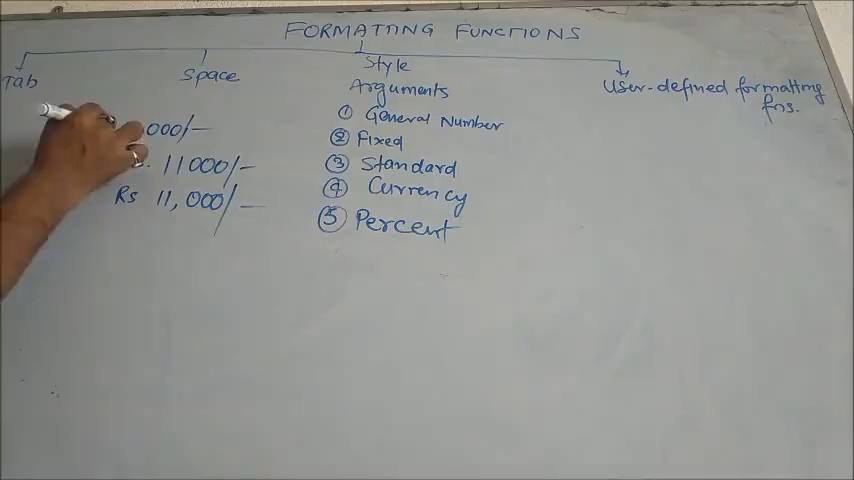 FORMATTING FUNCTIONS
Tab
Space
Style
Arguments
① General Number
② Fixed
③ Standard
④ Currency
⑤ Percent
User-defined formatting
fns.
000/-
11000/-
Rs 11,000/-